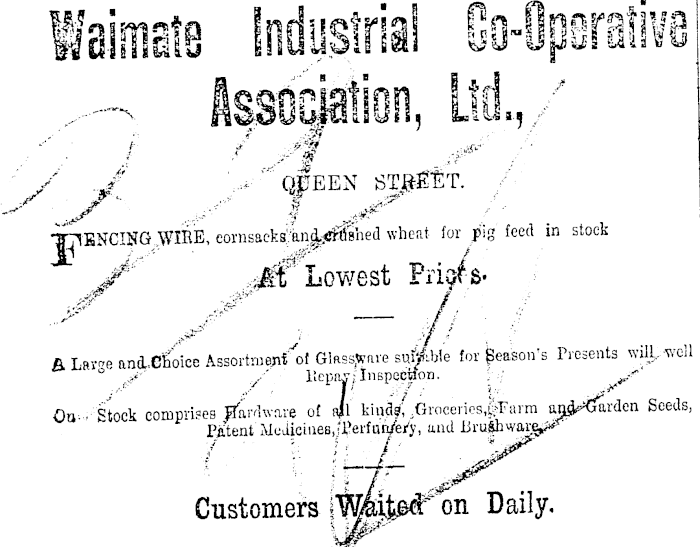 Waimate Industrial Co-Operative
Association, Ltd.,
QUEEN STREET.
FENCING WIRE, cornsacks and crushed wheat for pig feed in stock
At Lowest Prices.
A Large and Choice Assortment of Glassware suitable for Season's Presents will well
Repay Inspection.
Ou Stock comprises Hardware of all kinds, Groceries, Farm and Garden Seeds,
Patent Medicines, Perfumery, and Brushware.
Customers Waited on Daily.